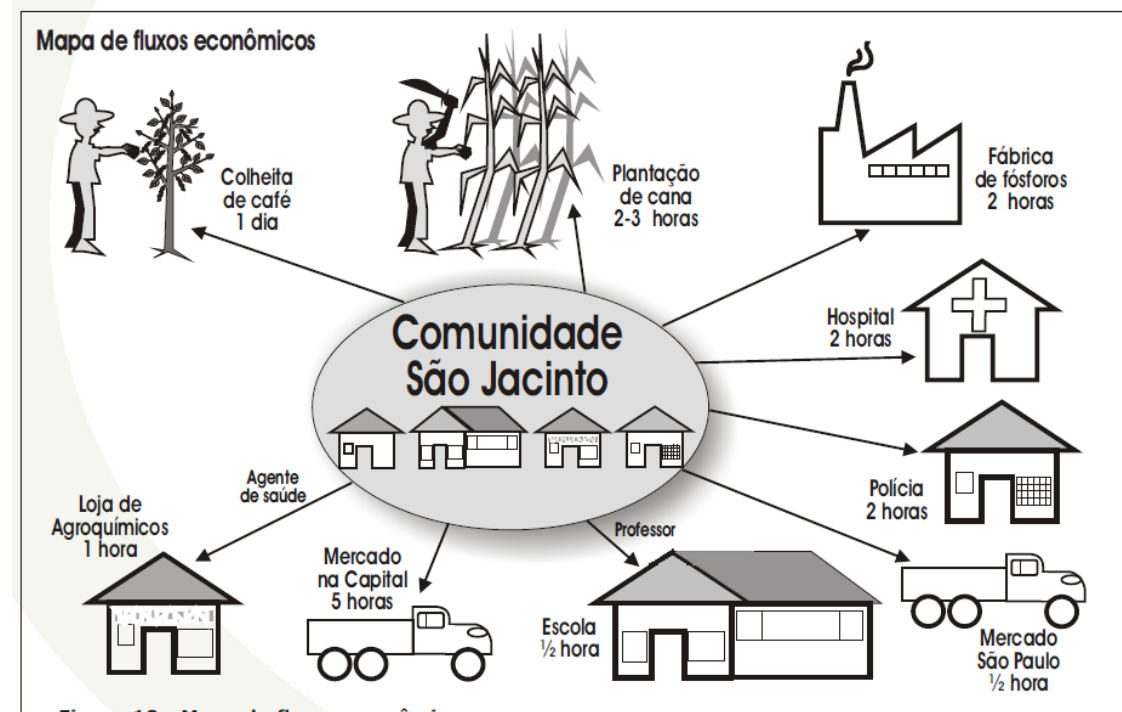 Mapa de fluxos econômicos
Colheita
de café
1 dia
Plantação
de cana
2-3 horas
Fábrica
de fósforos
2 horas
Hospital
2 horas
Comunidade
São Jacinto
Polícia
2 horas
Agente
de saúde
Loja de
Agroquímicos
1 hora
Mercado
na Capital
5 horas
Professor
Escola
½ hora
Mercado
São Paulo
½ hora